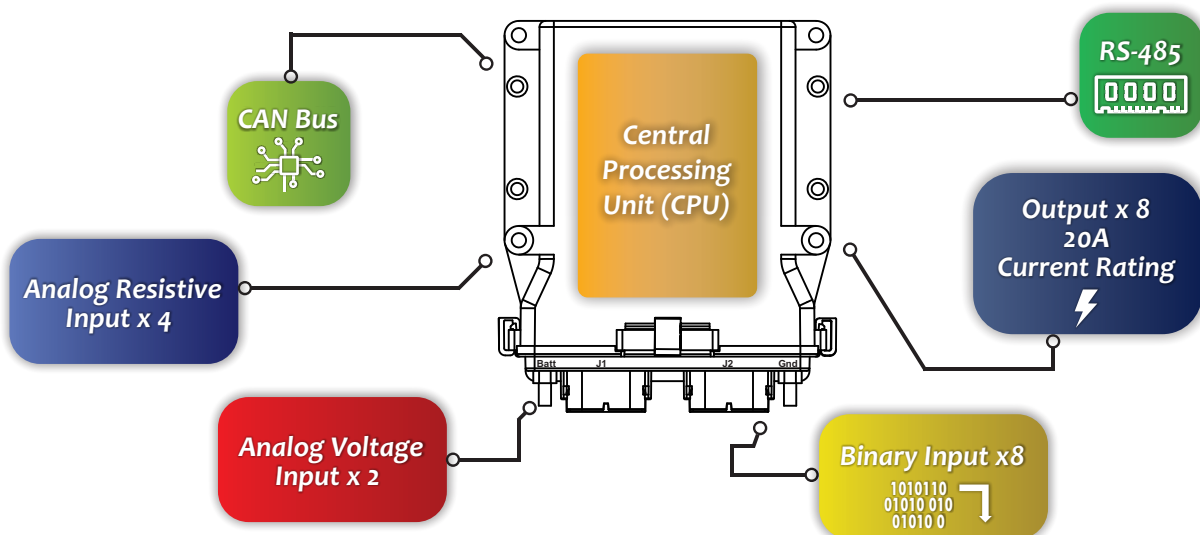 RS-485
0000
CAN Bus
Central
Processing
Unit (CPU)
Output x 8
20A
Current Rating
Analog Resistive
Input x 4
Batt
J1
J2
Gnd
Analog Voltage
Input x 2
Binary Input x8
1010110
01010 010
01010 0